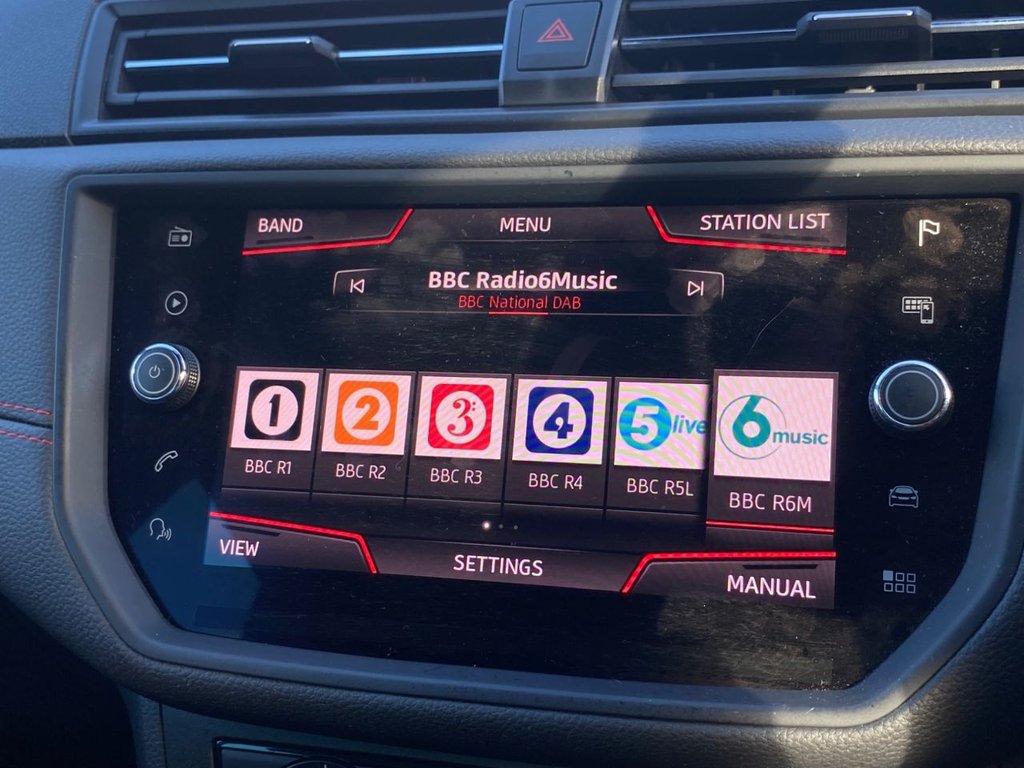 BAND MENU STATION LIST
BBC Radio6Music
BBC National DAB
1 2 3 4 5 live 6 music
BBC R1 BBC R2 BBC R3 BBC R4 BBC R5L BBC R6M
VIEW SETTINGS MANUAL